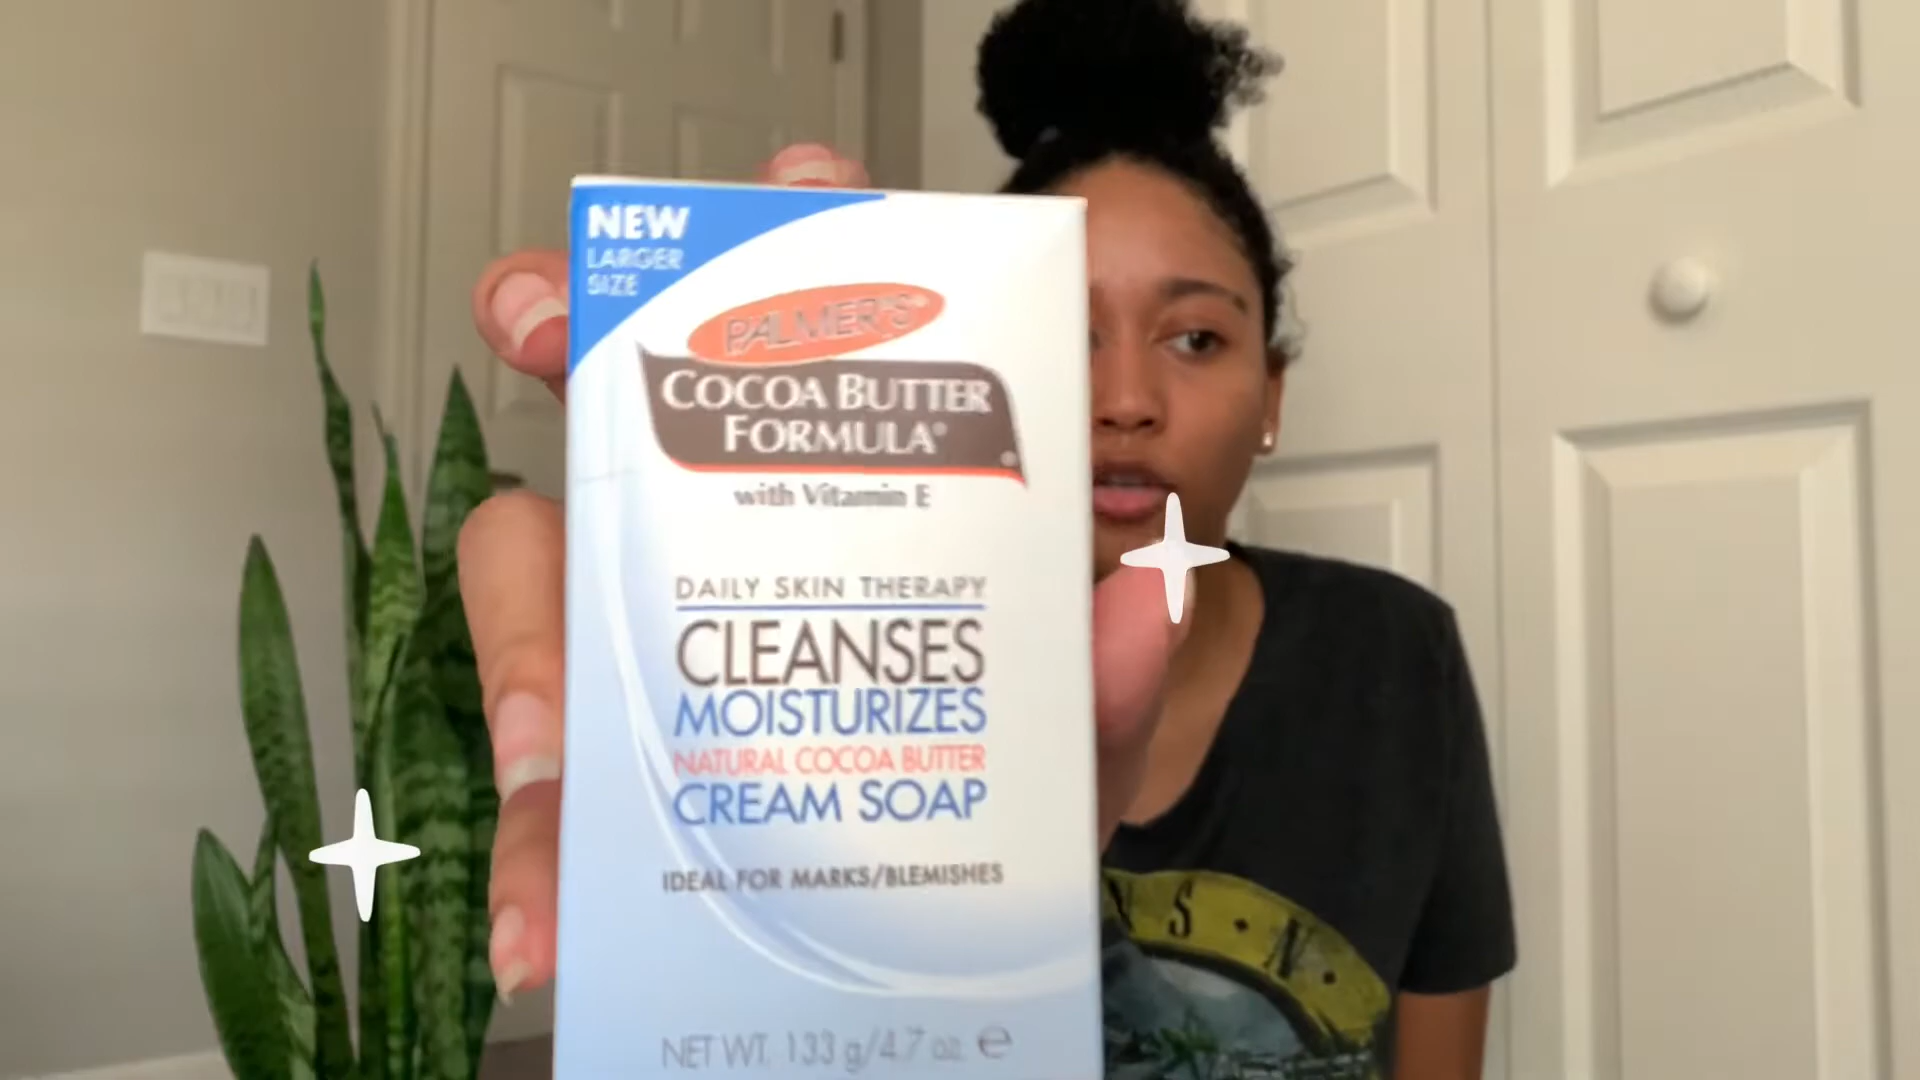 NEW
LARGER
SIZE
PALMER'S®
COCOA BUTTER
FORMULA®
with Vitamin E
DAILY SKIN THERAPY
CLEANSES
MOISTURIZES
NATURAL COCOA BUTTER
CREAM SOAP
IDEAL FOR MARKS/BLEMISHES
NET WT. 133 g/4.7 oz. ℮